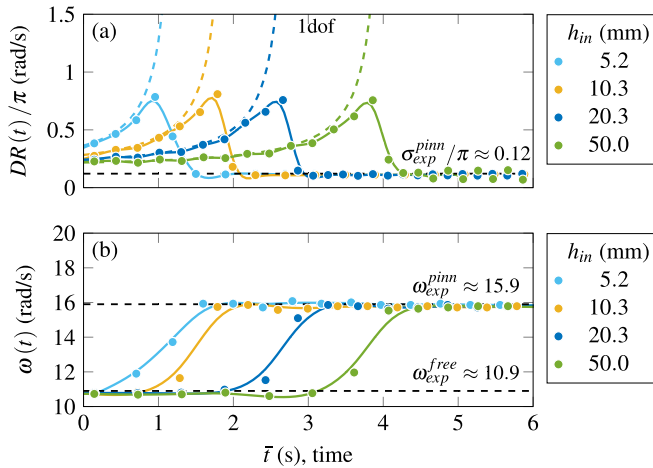 (a)
1dof
DR(t)/π (rad/s)
1.5
1
0.5
0
σ_exp^pinn/π ≈ 0.12
h_in (mm)
5.2
10.3
20.3
50.0
(b)
ω(t) (rad/s)
20
18
16
14
12
10
ω_exp^pinn ≈ 15.9
ω_exp^free ≈ 10.9
0 1 2 3 4 5 6
t̄ (s), time
h_in (mm)
5.2
10.3
20.3
50.0